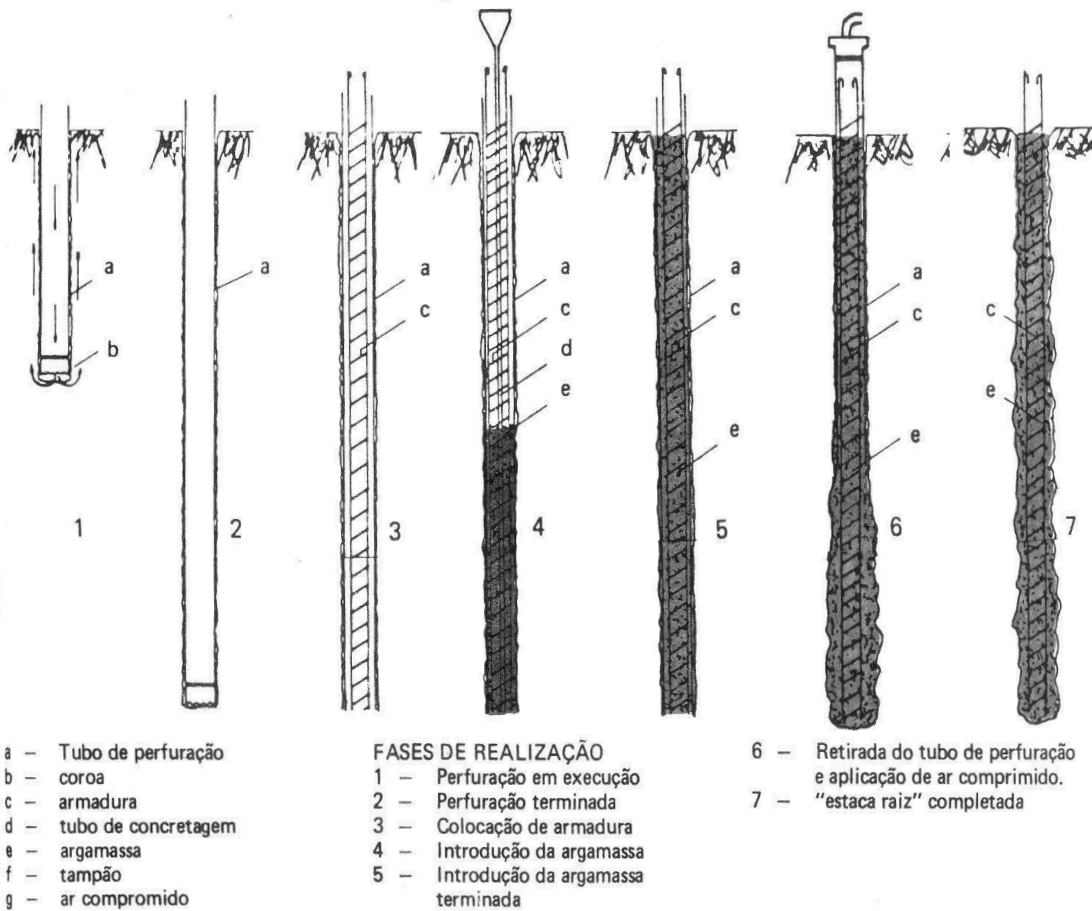 a
b
1
a
2
a
c
3
a
c
d
e
4
a
c
e
5
a
c
e
6
c
e
7
a – Tubo de perfuração
b – coroa
c – armadura
d – tubo de concretagem
e – argamassa
f – tampão
g – ar compromido
FASES DE REALIZAÇÃO
1 – Perfuração em execução
2 – Perfuração terminada
3 – Colocação de armadura
4 – Introdução da argamassa
5 – Introdução da argamassa
terminada
6 – Retirada do tubo de perfuração
e aplicação de ar comprimido.
7 – "estaca raiz" completada